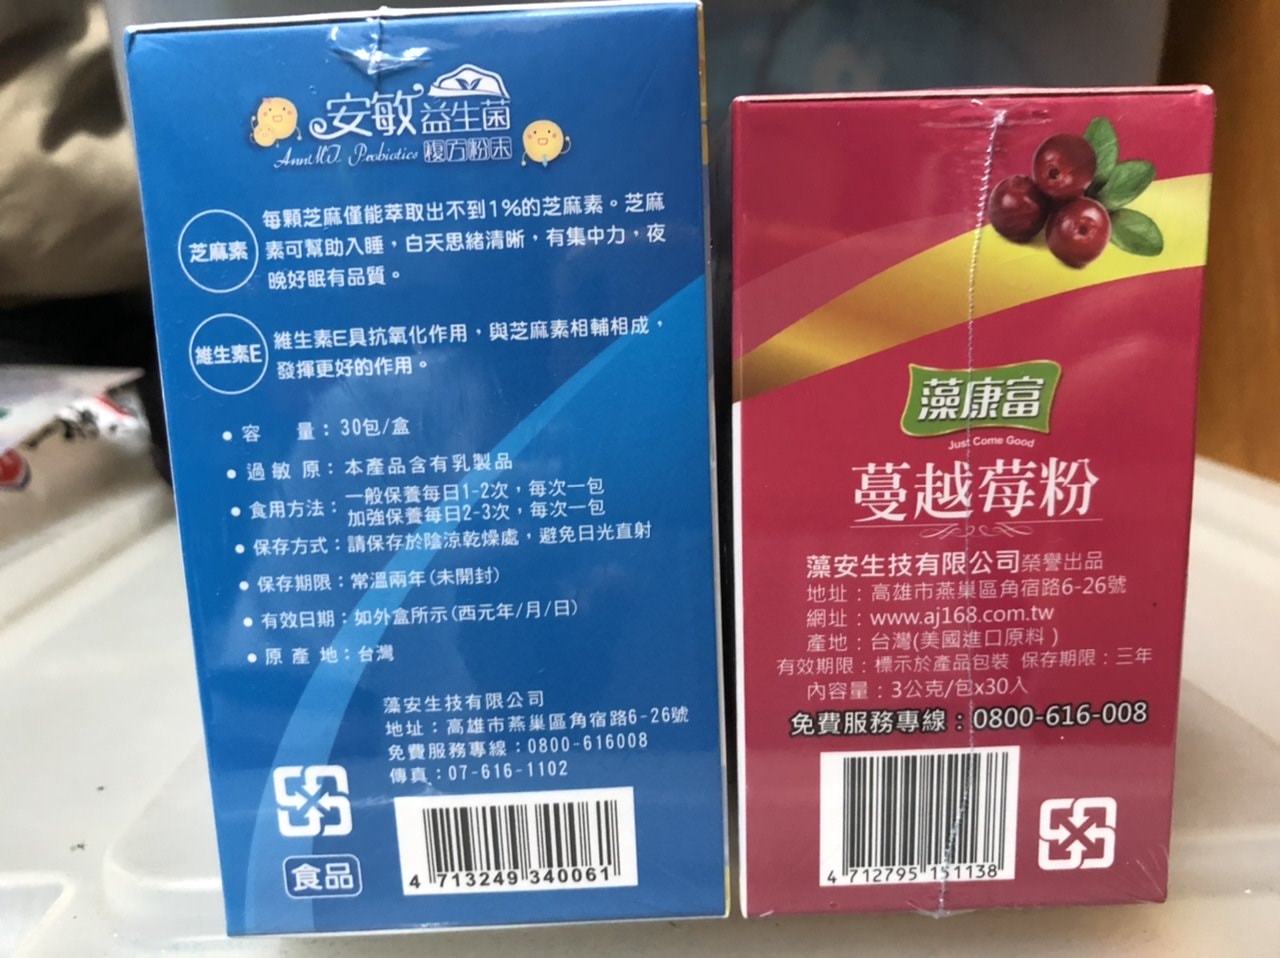 安敏益生菌
AnnMJ. Probiotics 複方粉末
芝麻素
每顆芝麻僅能萃取出不到1%的芝麻素。芝麻
素可幫助入睡，白天思緒清晰，有集中力，夜
晚好眠有品質。
維生素E
維生素E具抗氧化作用，與芝麻素相輔相成，
發揮更好的作用。
• 容 量：30包/盒
• 過敏原：本產品含有乳製品
• 食用方法：一般保養每日1-2次，每次一包
加強保養每日2-3次，每次一包
• 保存方式：請保存於陰涼乾燥處，避免日光直射
• 保存期限：常溫兩年(未開封)
• 有效日期：如外盒所示(西元年/月/日)
• 原產地：台灣
藻安生技有限公司
地址：高雄市燕巢區角宿路6-26號
免費服務專線：0800-616008
傳真：07-616-1102
食品
4 713249 340061
藻康富
Just Come Good
蔓越莓粉
藻安生技有限公司榮譽出品
地址：高雄市燕巢區角宿路6-26號
網址：www.aj168.com.tw
產地：台灣(美國進口原料)
有效期限：標示於產品包裝 保存期限：三年
內容量：3公克/包x30入
免費服務專線：0800-616-008
4 712795 151138